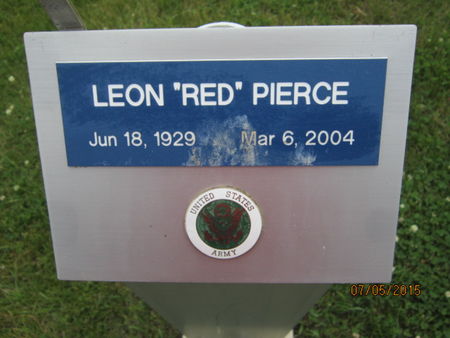 LEON "RED" PIERCE
Jun 18, 1929 Mar 6, 2004
UNITED STATES
ARMY
07/05/2015